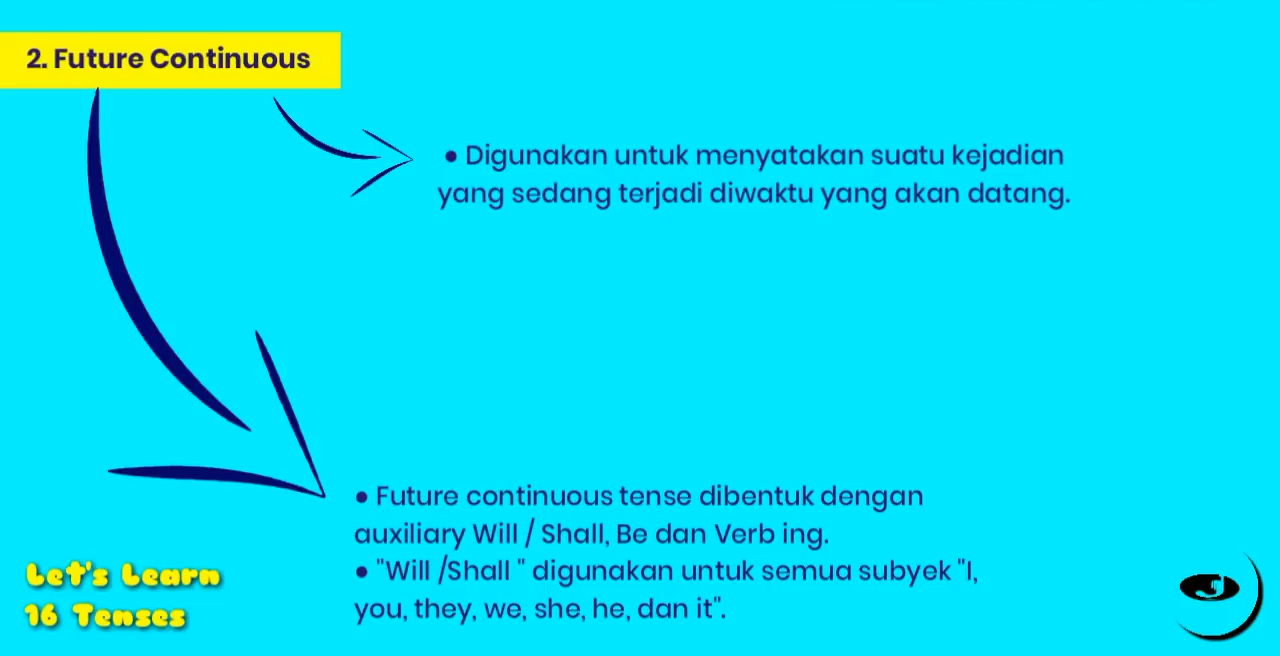 2. Future Continuous
● Digunakan untuk menyatakan suatu kejadian
yang sedang terjadi diwaktu yang akan datang.
● Future continuous tense dibentuk dengan
auxiliary Will / Shall, Be dan Verb ing.
● "Will /Shall " digunakan untuk semua subyek "I,
you, they, we, she, he, dan it".
Let's Learn
16 Tenses
J